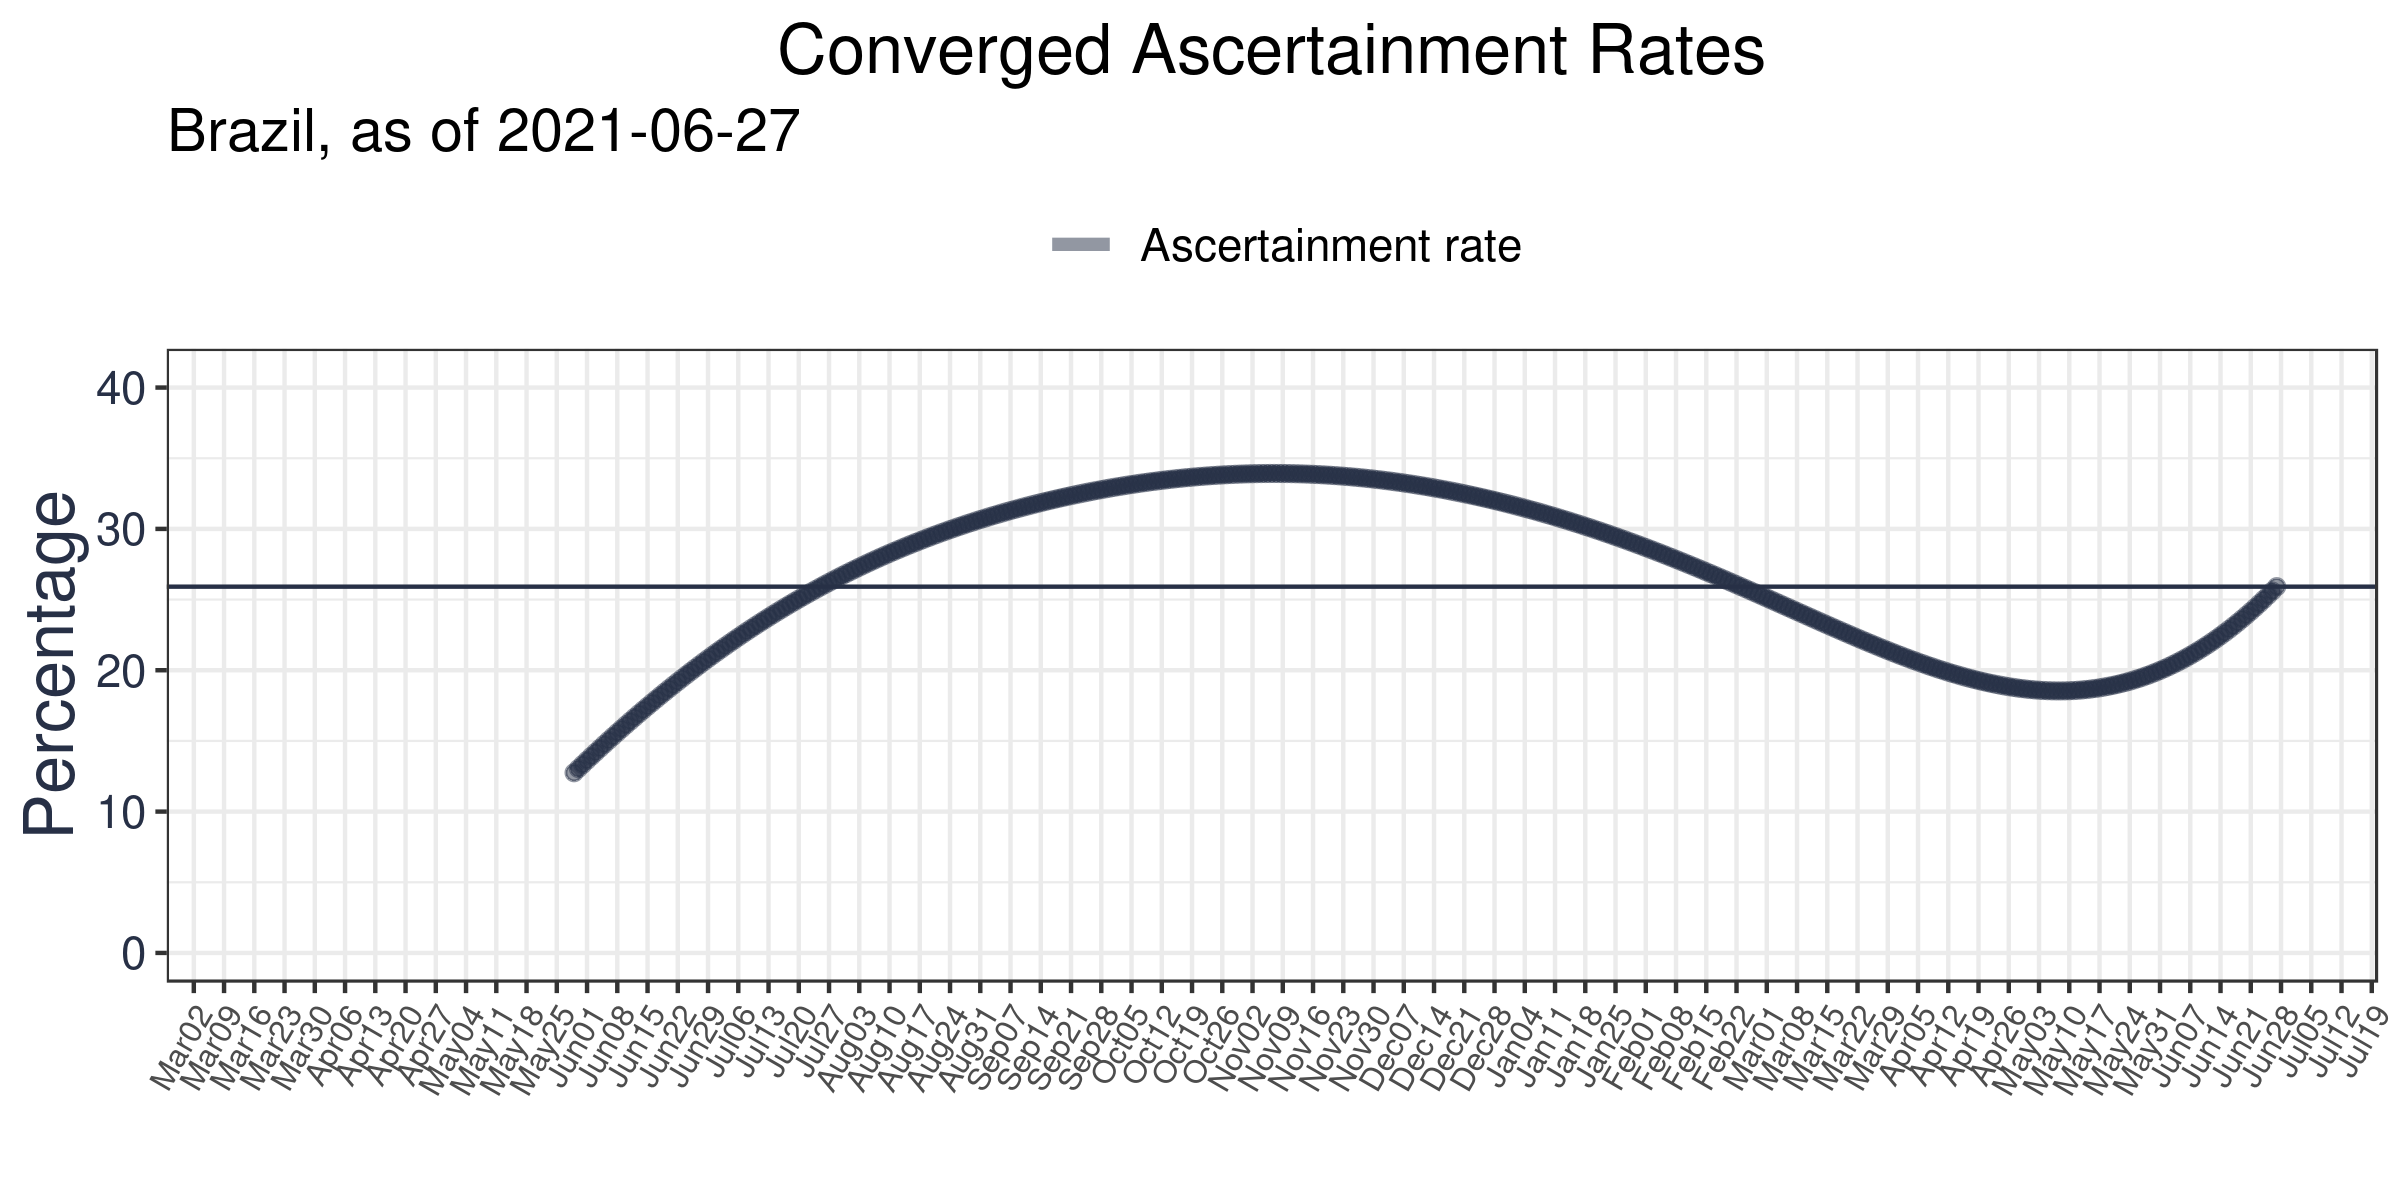 Converged Ascertainment Rates
Brazil, as of 2021-06-27
Ascertainment rate
Percentage
40
30
20
10
0
Mar02
Mar09
Mar16
Mar23
Mar30
Apr06
Apr13
Apr20
Apr27
May04
May11
May18
May25
Jun01
Jun08
Jun15
Jun22
Jun29
Jul06
Jul13
Jul20
Jul27
Aug03
Aug10
Aug17
Aug24
Aug31
Sep07
Sep14
Sep21
Sep28
Oct05
Oct12
Oct19
Oct26
Nov02
Nov09
Nov16
Nov23
Nov30
Dec07
Dec14
Dec21
Dec28
Jan04
Jan11
Jan18
Jan25
Feb01
Feb08
Feb15
Feb22
Mar01
Mar08
Mar15
Mar22
Mar29
Apr05
Apr12
Apr19
Apr26
May03
May10
May17
May24
May31
Jun07
Jun14
Jun21
Jun28
Jul05
Jul12
Jul19